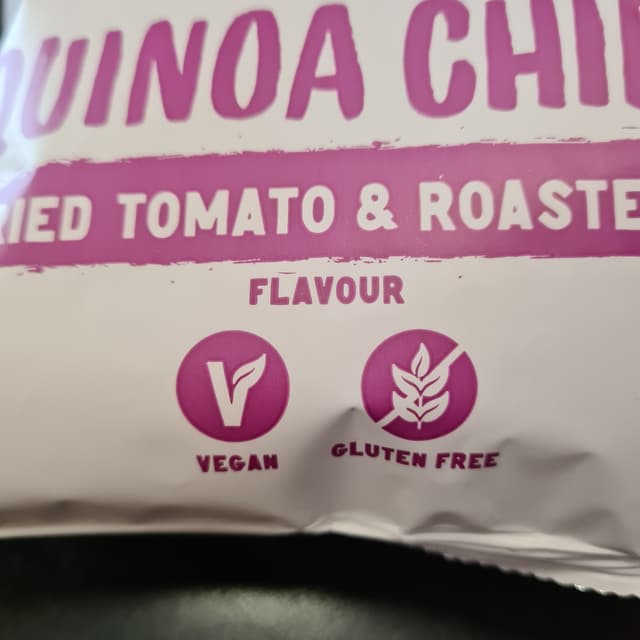 QUINOA CHI
RIED TOMATO & ROASTE
FLAVOUR
VEGAN
GLUTEN FREE